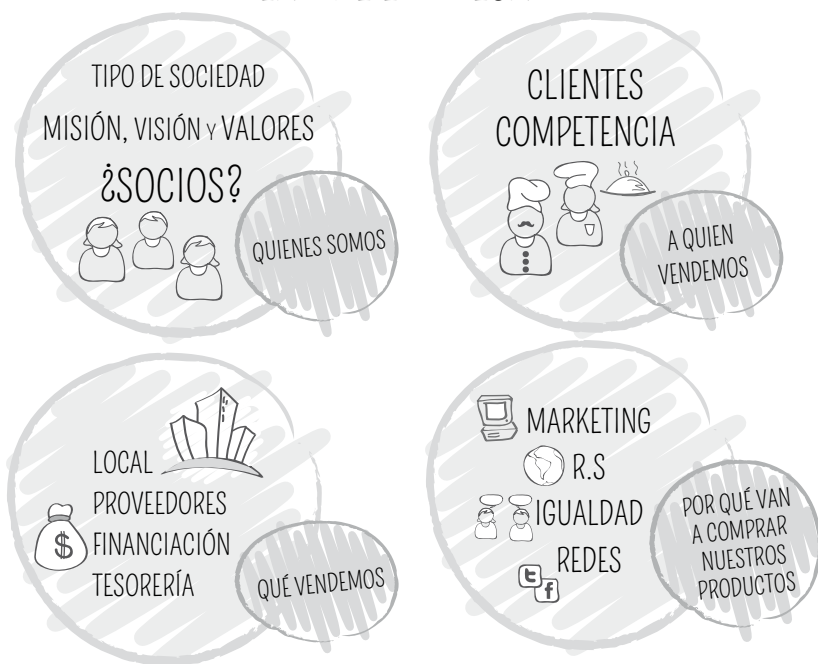 TIPO DE SOCIEDAD
MISIÓN, VISIÓN Y VALORES
¿SOCIOS?
QUIENES SOMOS
CLIENTES
COMPETENCIA
A QUIEN
VENDEMOS
LOCAL
PROVEEDORES
$ FINANCIACIÓN
TESORERÍA
QUÉ VENDEMOS
MARKETING
R.S
IGUALDAD
REDES
t
f
POR QUÉ VAN
A COMPRAR
NUESTROS
PRODUCTOS